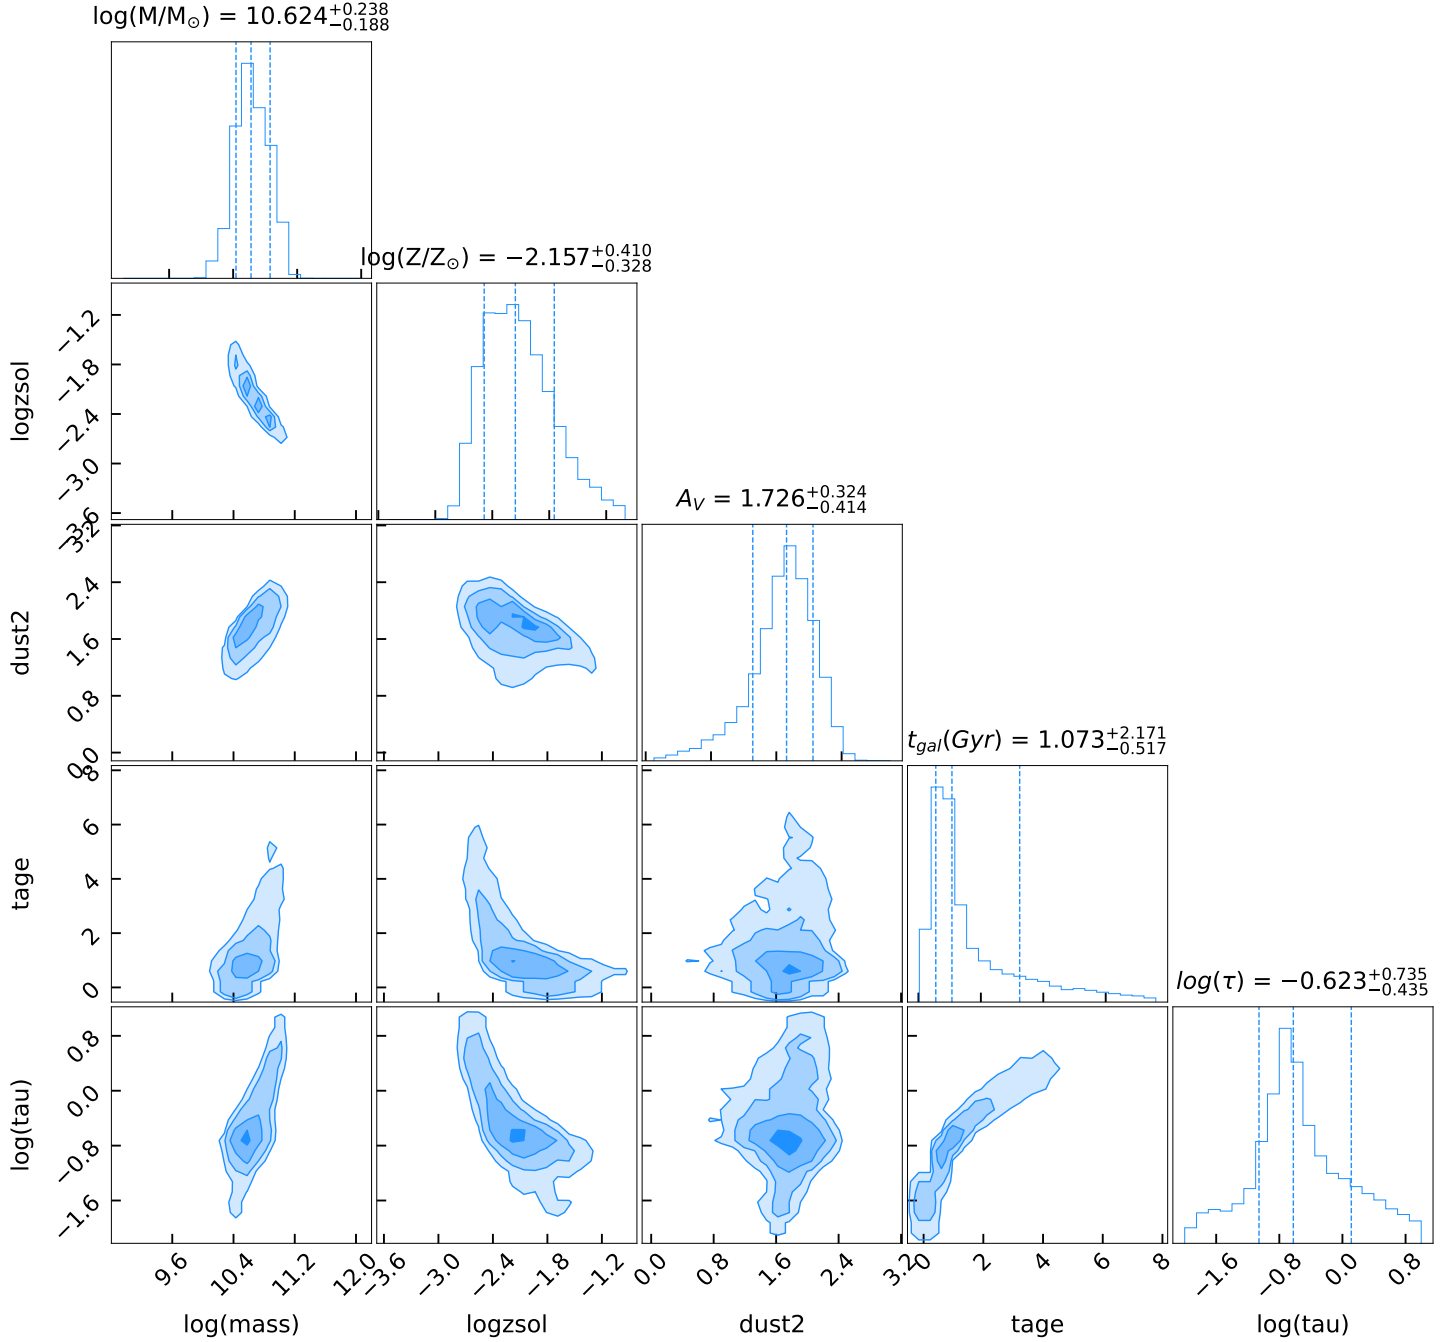 log(M/M⊙) = 10.624+0.238−0.188
log(Z/Z⊙) = −2.157+0.410−0.328
−1.2
−1.8
−2.4
−3.0
−3.6
logzsol
A_V = 1.726+0.324−0.414
3.2
2.4
1.6
0.8
0.0
dust2
t_gal(Gyr) = 1.073+2.171−0.517
8
6
4
2
0
tage
log(τ) = −0.623+0.735−0.435
0.8
0.0
−0.8
−1.6
log(tau)
9.6 10.4 11.2 12.0 −3.6 −3.0 −2.4 −1.8 −1.2 0.0 0.8 1.6 2.4 3.2 0 2 4 6 8 −1.6 −0.8 0.0 0.8
log(mass) logzsol dust2 tage log(tau)